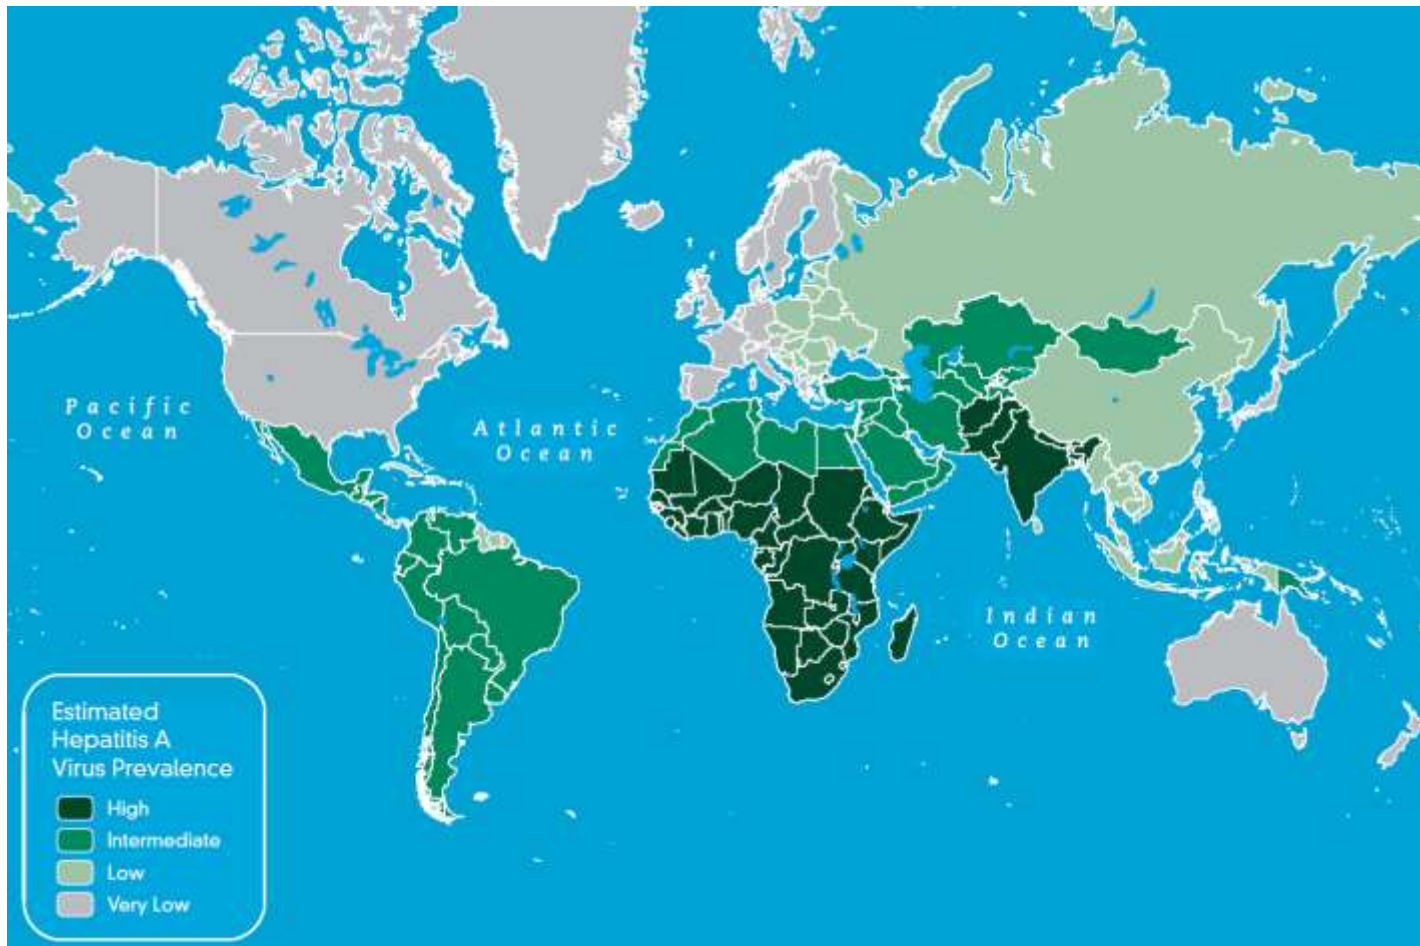 Pacific
Ocean
Atlantic
Ocean
Indian
Ocean
Estimated
Hepatitis A
Virus Prevalence
High
Intermediate
Low
Very Low